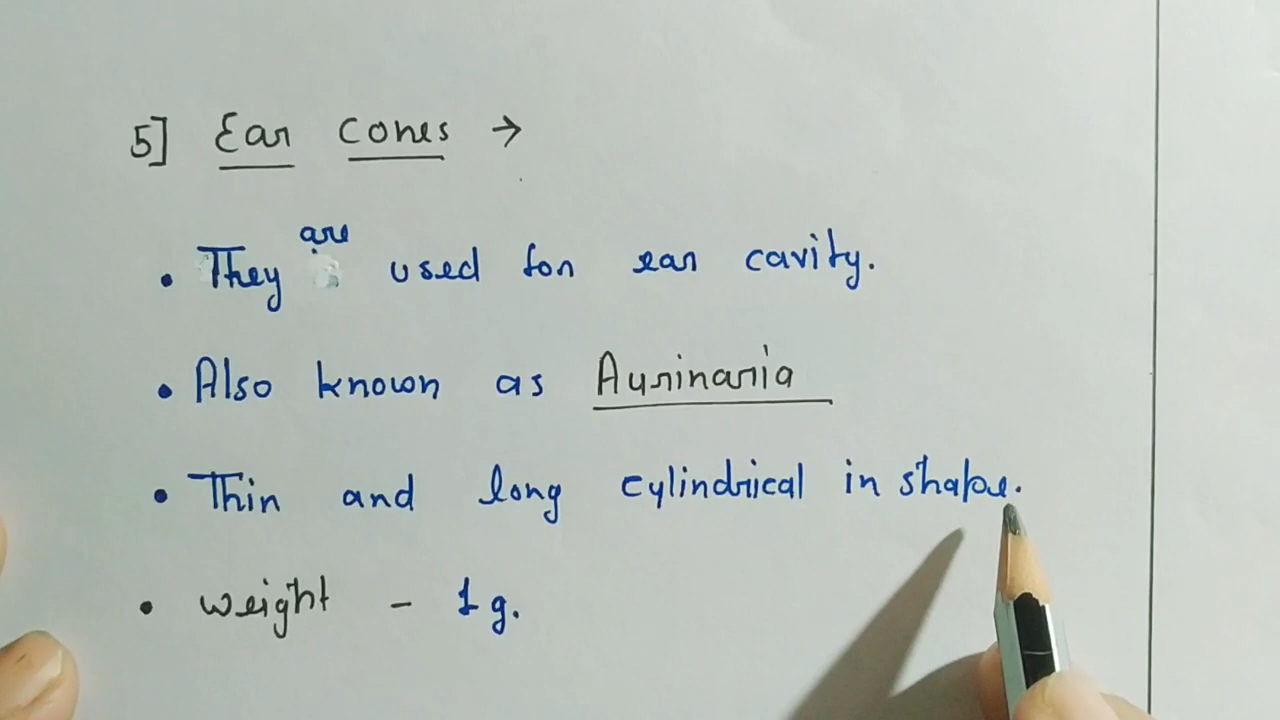 5] Ear Cones →
• They are used for ear cavity.
• Also known as Aurinaria
• Thin and long cylindrical in shape.
• weight - 1 g.